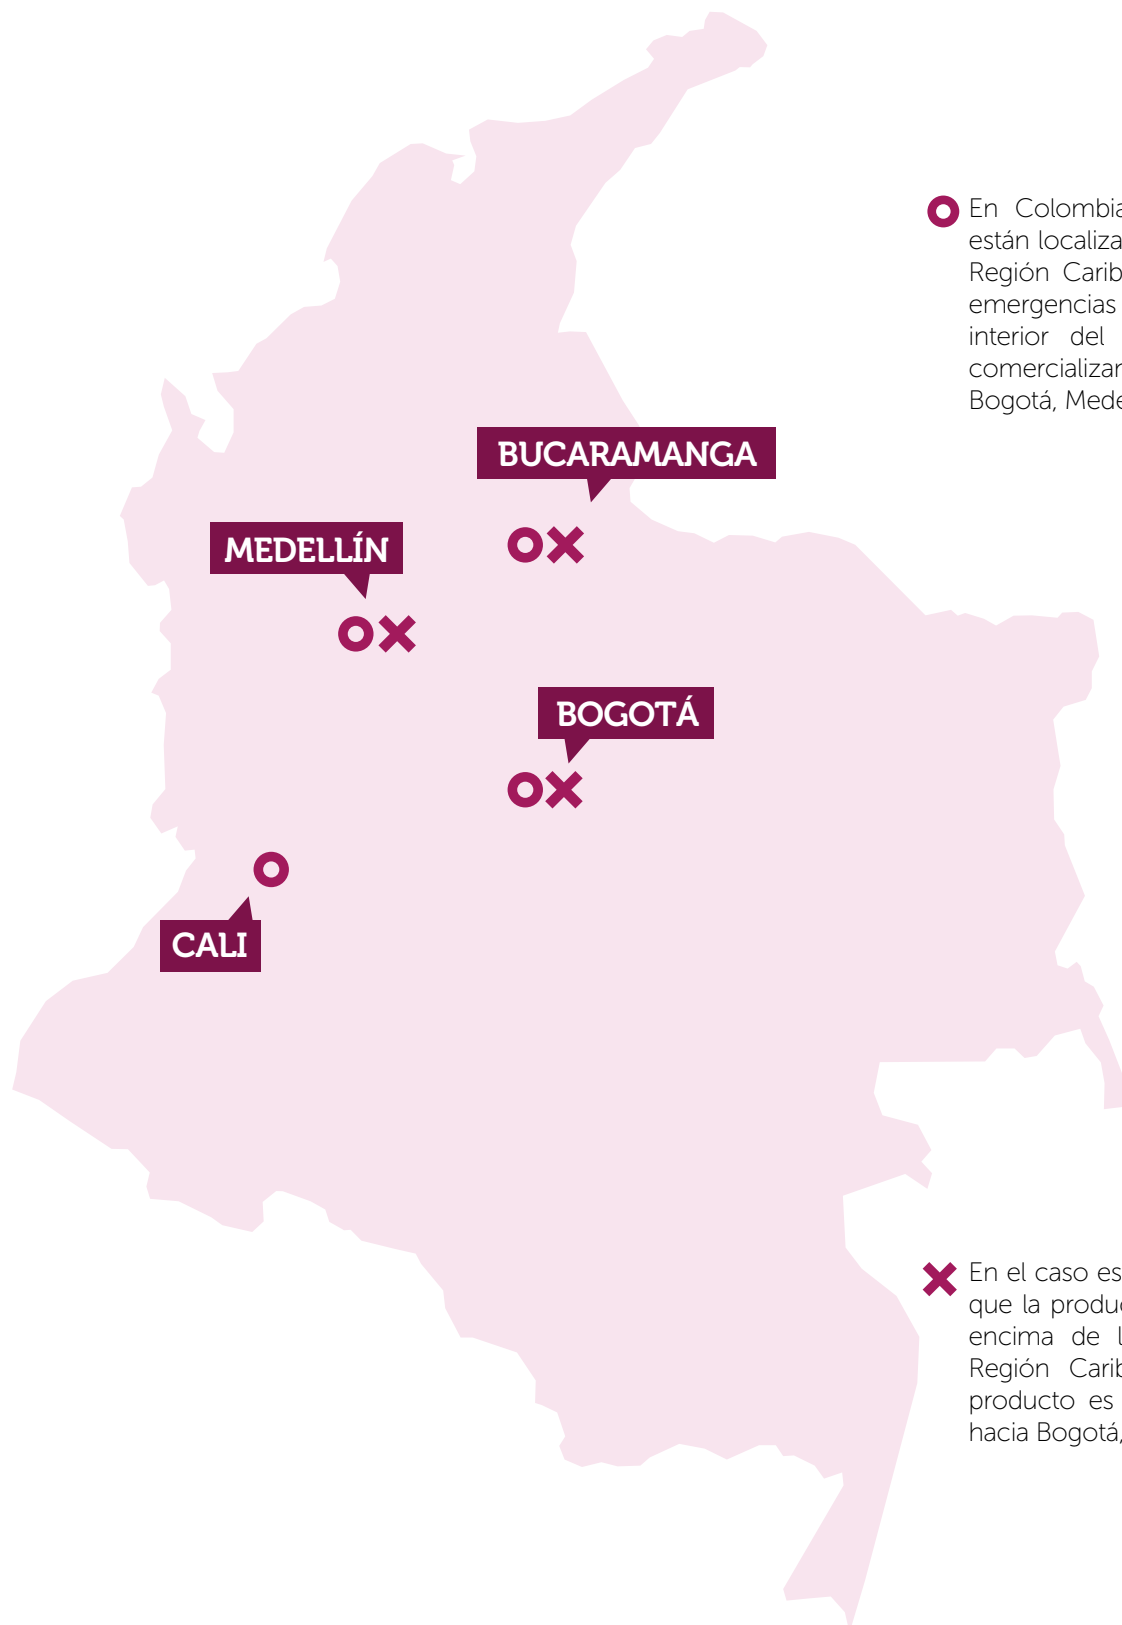 En Colombia
están localiza
Región Carib
emergencias
interior del
comercializar
Bogotá, Mede
BUCARAMANGA
MEDELLÍN
BOGOTÁ
CALI
En el caso es
que la produc
encima de l
Región Carib
producto es
hacia Bogotá,